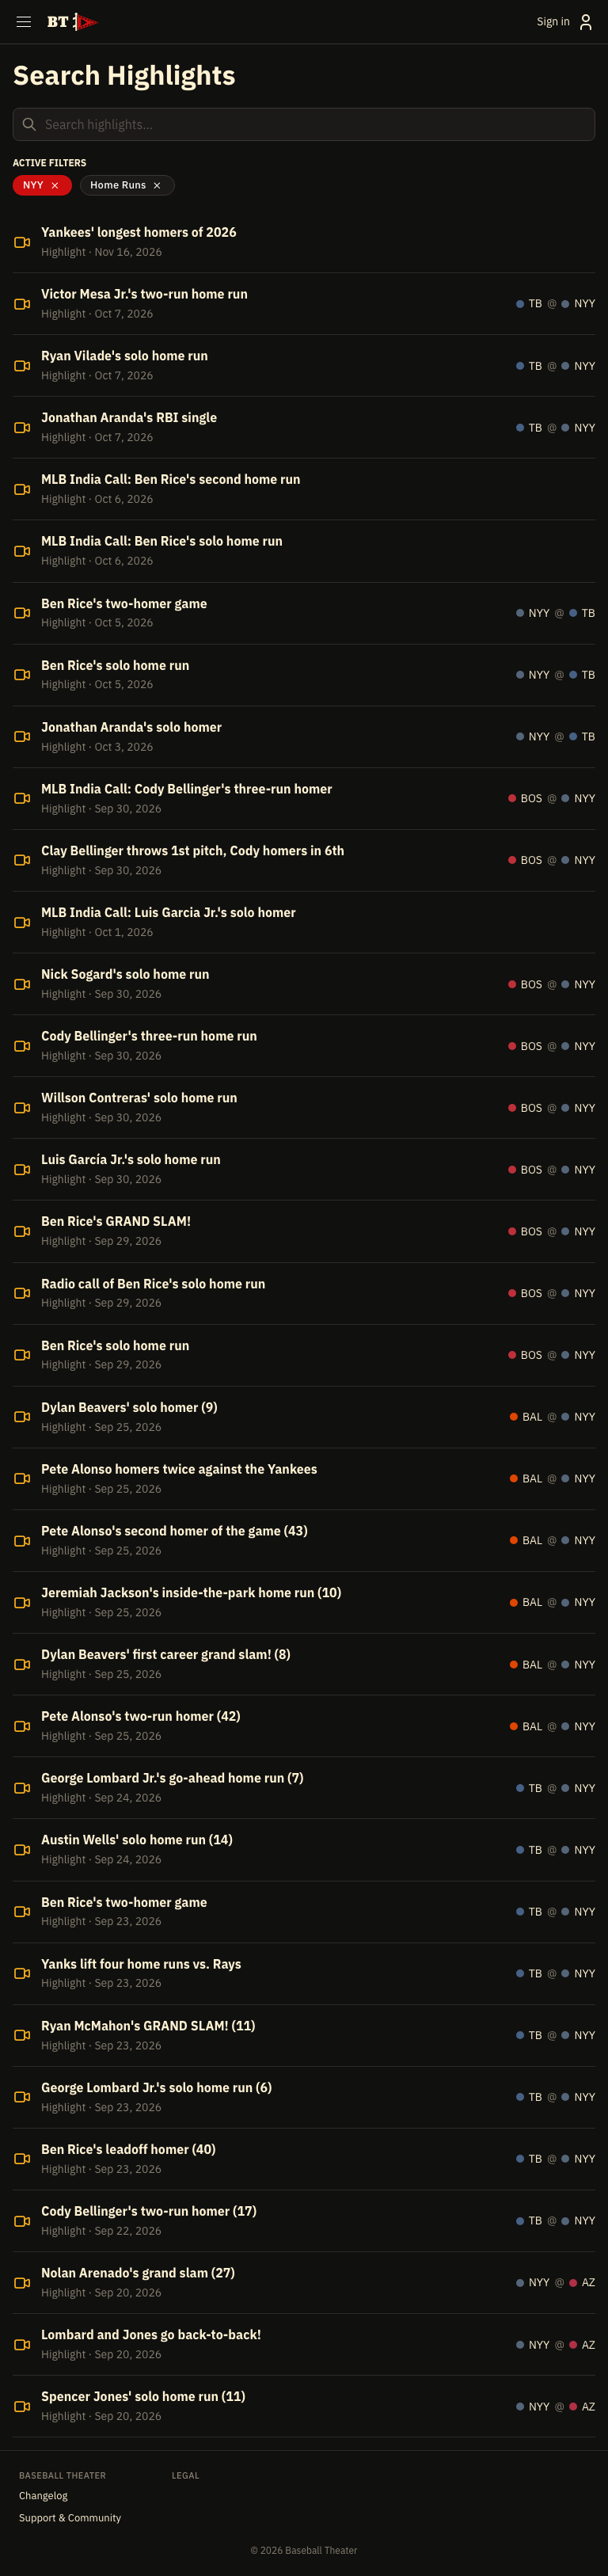 BT
Sign in
Search Highlights
Search highlights...
ACTIVE FILTERS
NYY × Home Runs ×
Yankees' longest homers of 2026
Highlight · Nov 16, 2026
Victor Mesa Jr.'s two-run home run
Highlight · Oct 7, 2026
TB @ NYY
Ryan Vilade's solo home run
Highlight · Oct 7, 2026
TB @ NYY
Jonathan Aranda's RBI single
Highlight · Oct 7, 2026
TB @ NYY
MLB India Call: Ben Rice's second home run
Highlight · Oct 6, 2026
MLB India Call: Ben Rice's solo home run
Highlight · Oct 6, 2026
Ben Rice's two-homer game
Highlight · Oct 5, 2026
NYY @ TB
Ben Rice's solo home run
Highlight · Oct 5, 2026
NYY @ TB
Jonathan Aranda's solo homer
Highlight · Oct 3, 2026
NYY @ TB
MLB India Call: Cody Bellinger's three-run homer
Highlight · Sep 30, 2026
BOS @ NYY
Clay Bellinger throws 1st pitch, Cody homers in 6th
Highlight · Sep 30, 2026
BOS @ NYY
MLB India Call: Luis Garcia Jr.'s solo homer
Highlight · Oct 1, 2026
Nick Sogard's solo home run
Highlight · Sep 30, 2026
BOS @ NYY
Cody Bellinger's three-run home run
Highlight · Sep 30, 2026
BOS @ NYY
Willson Contreras' solo home run
Highlight · Sep 30, 2026
BOS @ NYY
Luis García Jr.'s solo home run
Highlight · Sep 30, 2026
BOS @ NYY
Ben Rice's GRAND SLAM!
Highlight · Sep 29, 2026
BOS @ NYY
Radio call of Ben Rice's solo home run
Highlight · Sep 29, 2026
BOS @ NYY
Ben Rice's solo home run
Highlight · Sep 29, 2026
BOS @ NYY
Dylan Beavers' solo homer (9)
Highlight · Sep 25, 2026
BAL @ NYY
Pete Alonso homers twice against the Yankees
Highlight · Sep 25, 2026
BAL @ NYY
Pete Alonso's second homer of the game (43)
Highlight · Sep 25, 2026
BAL @ NYY
Jeremiah Jackson's inside-the-park home run (10)
Highlight · Sep 25, 2026
BAL @ NYY
Dylan Beavers' first career grand slam! (8)
Highlight · Sep 25, 2026
BAL @ NYY
Pete Alonso's two-run homer (42)
Highlight · Sep 25, 2026
BAL @ NYY
George Lombard Jr.'s go-ahead home run (7)
Highlight · Sep 24, 2026
TB @ NYY
Austin Wells' solo home run (14)
Highlight · Sep 24, 2026
TB @ NYY
Ben Rice's two-homer game
Highlight · Sep 23, 2026
TB @ NYY
Yanks lift four home runs vs. Rays
Highlight · Sep 23, 2026
TB @ NYY
Ryan McMahon's GRAND SLAM! (11)
Highlight · Sep 23, 2026
TB @ NYY
George Lombard Jr.'s solo home run (6)
Highlight · Sep 23, 2026
TB @ NYY
Ben Rice's leadoff homer (40)
Highlight · Sep 23, 2026
TB @ NYY
Cody Bellinger's two-run homer (17)
Highlight · Sep 22, 2026
TB @ NYY
Nolan Arenado's grand slam (27)
Highlight · Sep 20, 2026
NYY @ AZ
Lombard and Jones go back-to-back!
Highlight · Sep 20, 2026
NYY @ AZ
Spencer Jones' solo home run (11)
Highlight · Sep 20, 2026
NYY @ AZ
BASEBALL THEATER
Changelog
Support & Community
LEGAL
© 2026 Baseball Theater